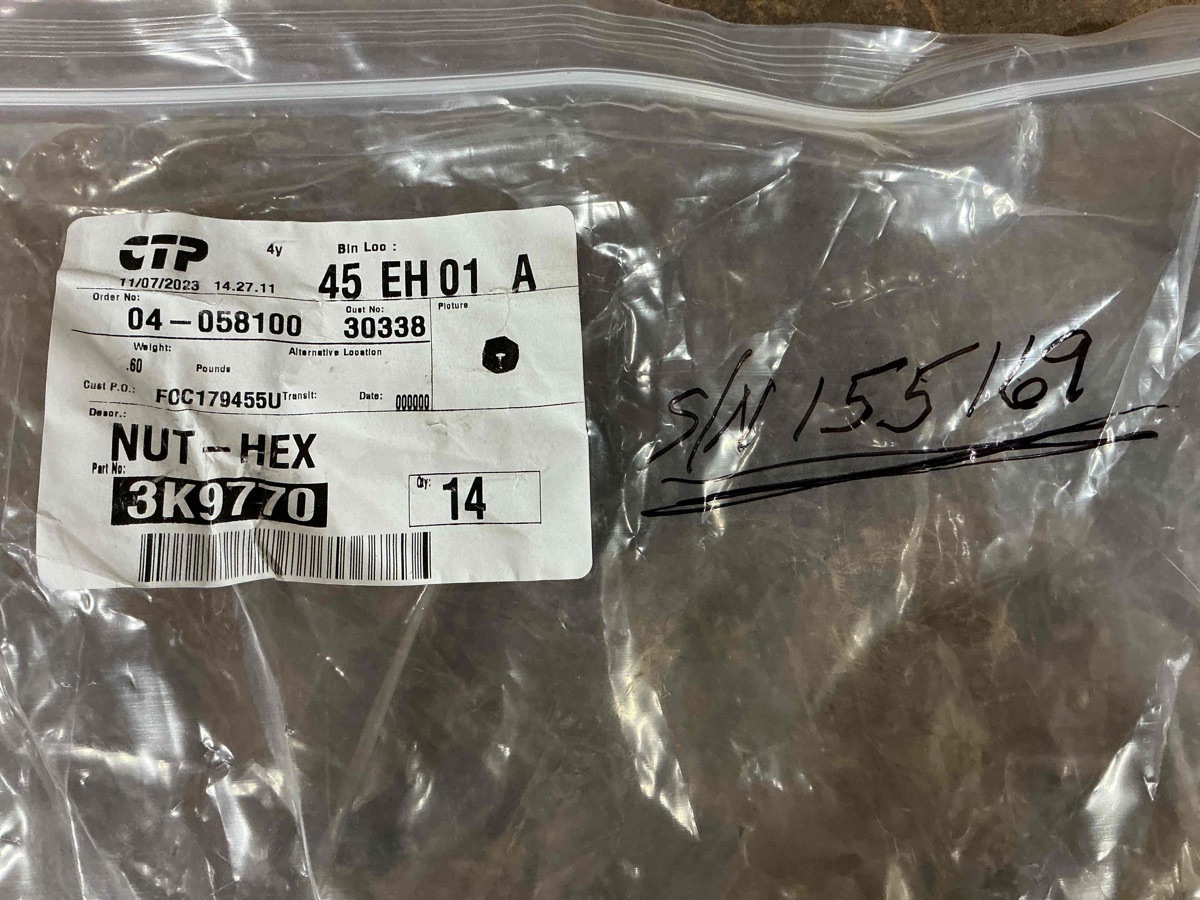 CTP 4y Bin Loc :
11/07/2023 14.27.11 45 EH 01 A
Order No: Cust No: Picture
04-058100 30338
Weight: Alternative Location
.60 Pounds
Cust P.O.: FCC179455U Transit: Date: 000000
Descr.:
NUT-HEX
Part No:
3K9770 Qty: 14
S/N 155169